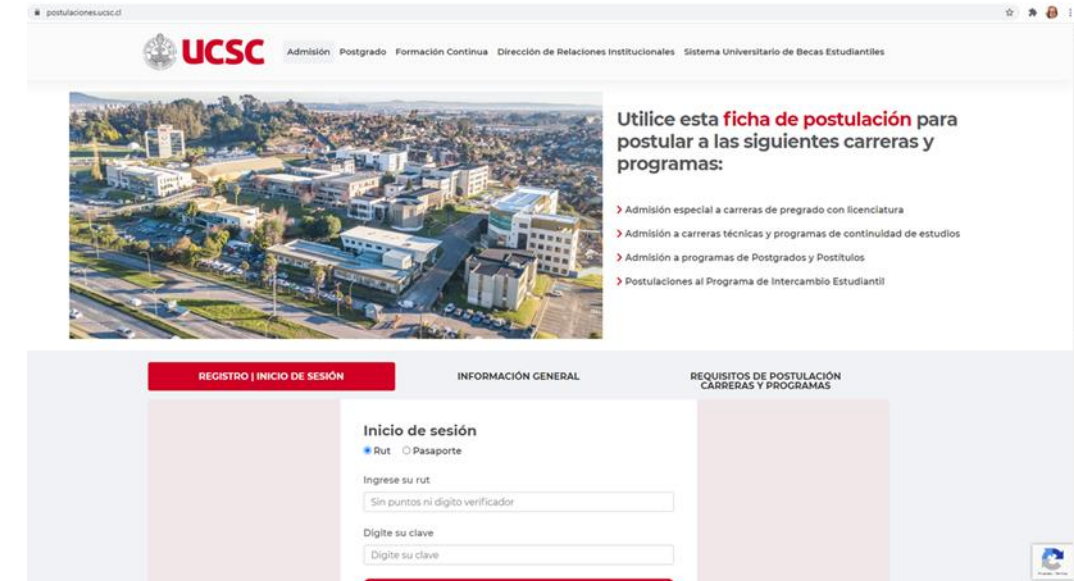 postulaciones.ucsc.cl
UCSC
Admisión Postgrado Formación Continua Dirección de Relaciones Institucionales Sistema Universitario de Becas Estudiantiles
Utilice esta ficha de postulación para
postular a las siguientes carreras y
programas:
Admisión especial a carreras de pregrado con licenciatura
Admisión a carreras técnicas y programas de continuidad de estudios
Admisión a programas de Postgrados y Postítulos
Postulaciones al Programa de Intercambio Estudiantil
REGISTRO | INICIO DE SESIÓN INFORMACIÓN GENERAL REQUISITOS DE POSTULACIÓN
CARRERAS Y PROGRAMAS
Inicio de sesión
Rut Pasaporte
Ingrese su rut
Sin puntos ni digito verificador
Digite su clave
Digite su clave